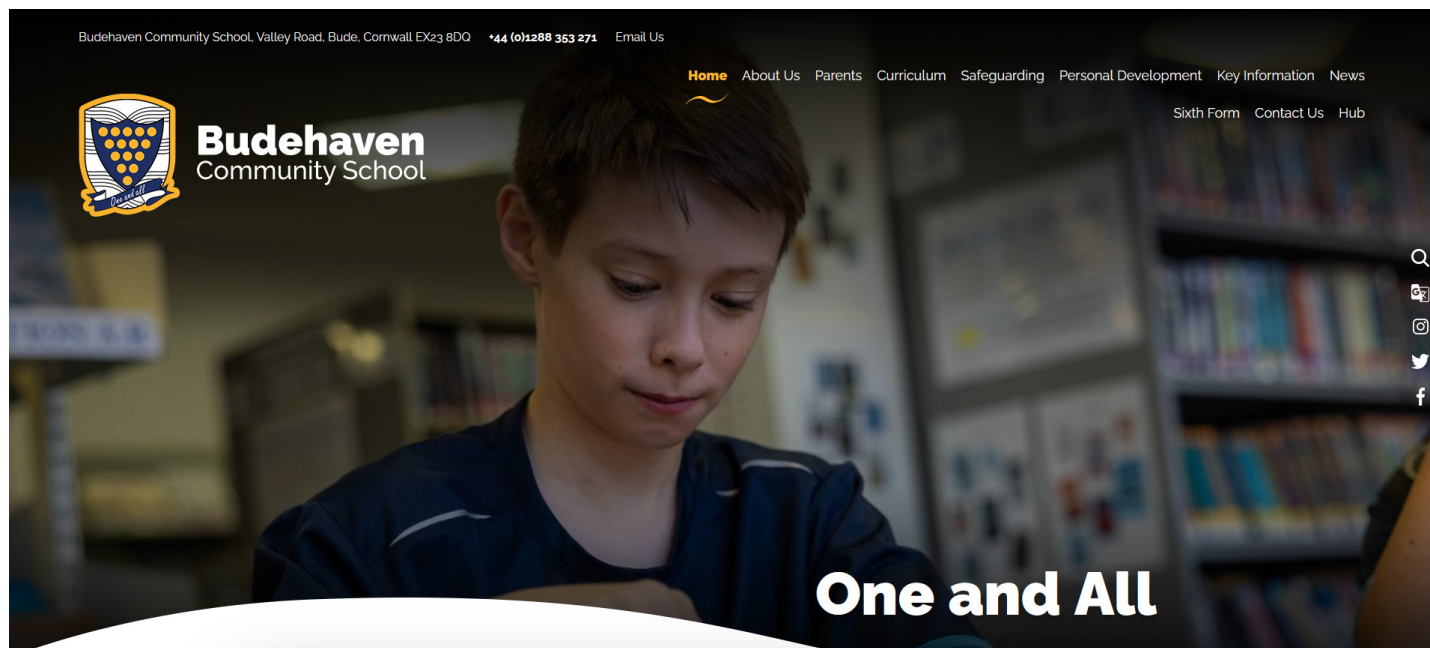 Budehaven Community School, Valley Road, Bude, Cornwall EX23 8DQ +44 (0)1288 353 271 Email Us
Home About Us Parents Curriculum Safeguarding Personal Development Key Information News
Sixth Form Contact Us Hub
Budehaven
Community School
One and all
One and All